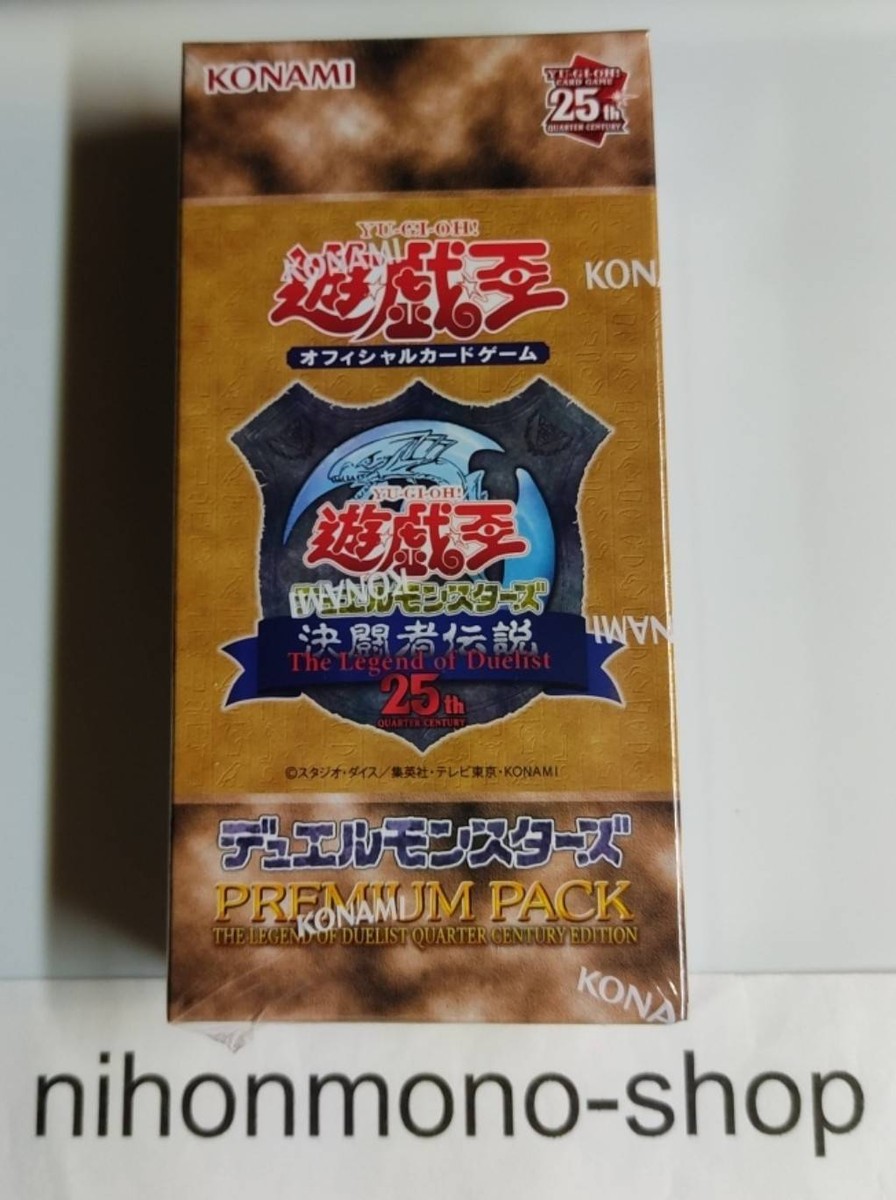 KONAMI
YU-GI-OH!
CARD GAME
25th
QUARTER CENTURY
YU-GI-OH!
遊戯王
KONAMI
KONA
オフィシャルカードゲーム
YU-GI-OH!
遊戯王
デュエルモンスターズ
KONAMI
NAMI
決闘者伝説
The Legend of Duelist
25th
QUARTER CENTURY
©スタジオ・ダイス/集英社・テレビ東京・KONAMI
デュエルモンスターズ
PREMIUM PACK
KONAMI
THE LEGEND OF DUELIST QUARTER CENTURY EDITION
KONA
nihonmono-shop